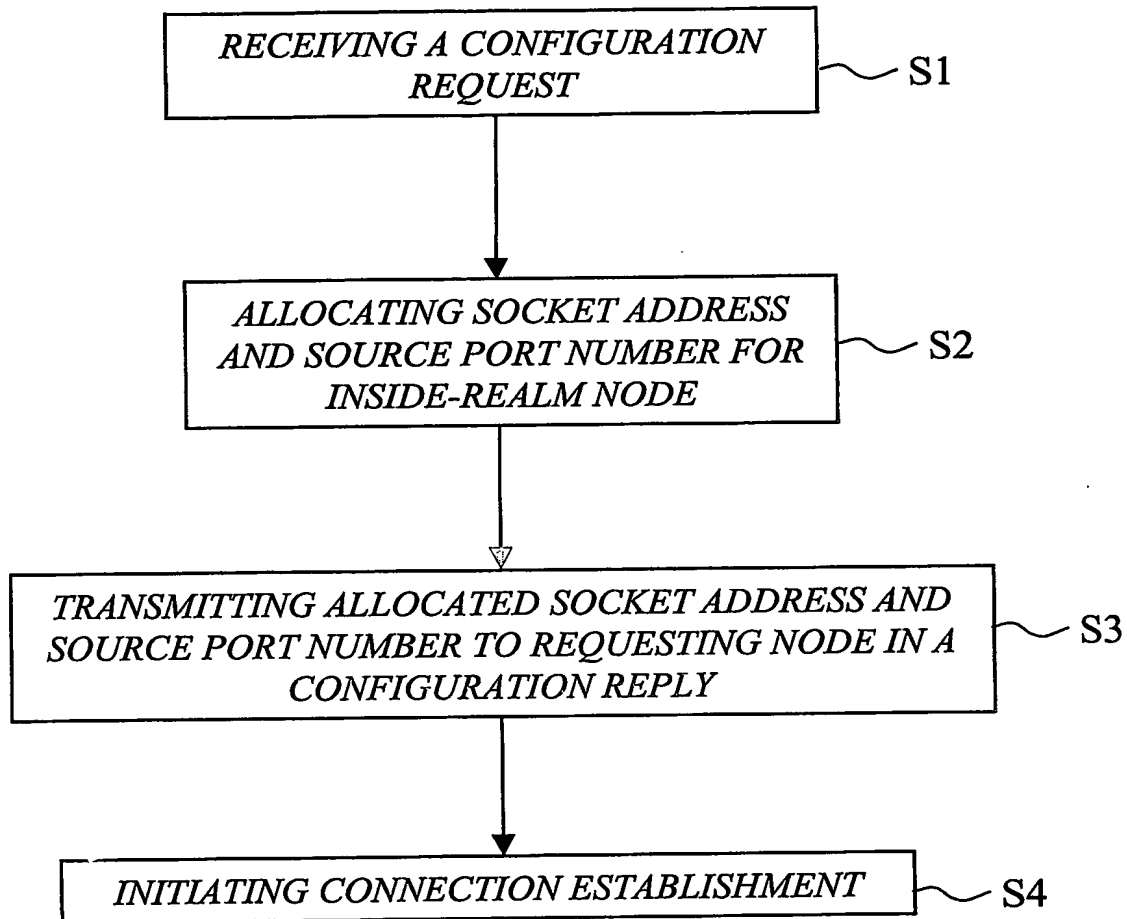 RECEIVING A CONFIGURATION
REQUEST
S1
ALLOCATING SOCKET ADDRESS
AND SOURCE PORT NUMBER FOR
INSIDE-REALM NODE
S2
TRANSMITTING ALLOCATED SOCKET ADDRESS AND
SOURCE PORT NUMBER TO REQUESTING NODE IN A
CONFIGURATION REPLY
S3
INITIATING CONNECTION ESTABLISHMENT
S4